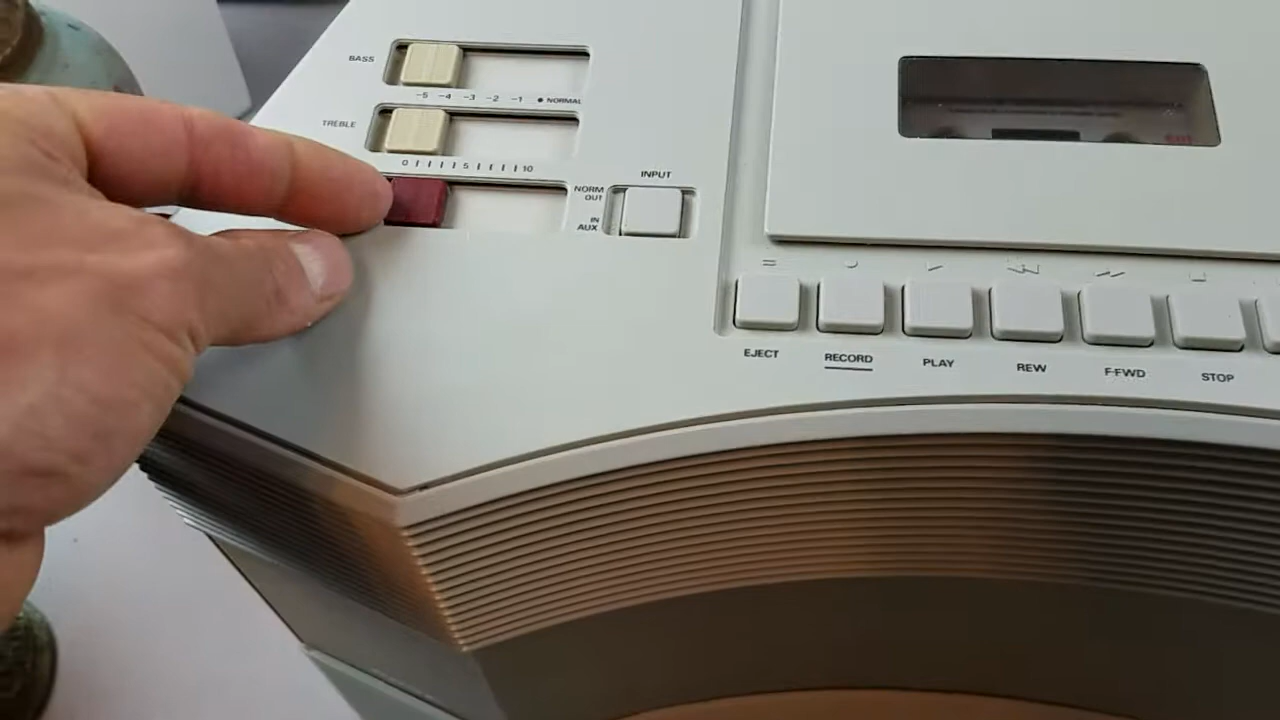 BASS
-5 -4 -3 -2 -1 ● NORMAL
TREBLE
0 5 10
INPUT
NORM
OUT
IN
AUX
EJECT
RECORD
PLAY
REW
F·FWD
STOP